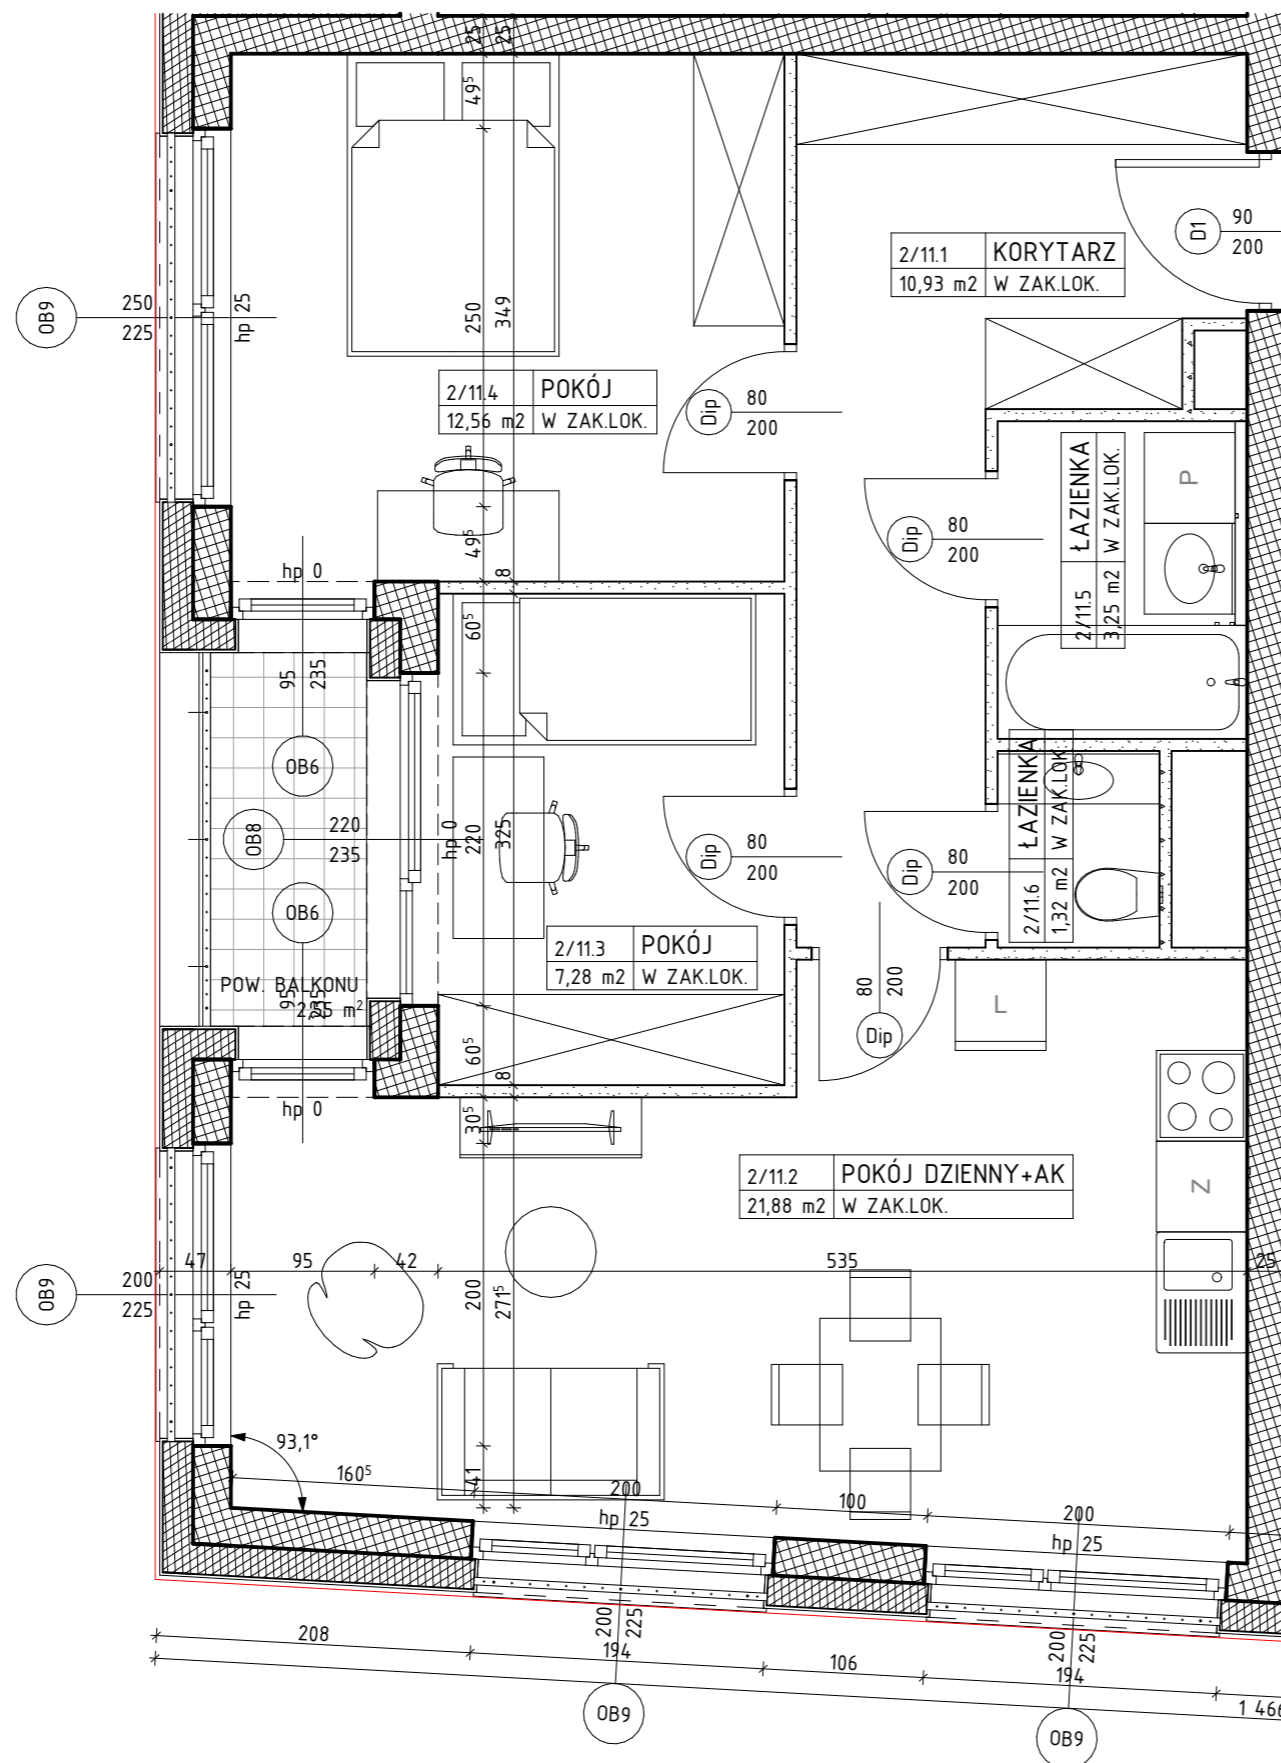 25
25
49⁵
2/11.1 KORYTARZ
10,93 m2 W ZAK.LOK.
D1
90
200
OB9
250
225
hp 25
250
349
2/11.4 POKÓJ
12,56 m2 W ZAK.LOK.
Dip
80
200
49⁵
8
hp 0
2/11.5 ŁAZIENKA
3,25 m2 W ZAK.LOK.
P
Dip
80
200
60⁵
95
235
OB6
OB8
220
235
hp 0
220
325
OB6
Dip
80
200
Dip
80
200
2/11.6 ŁAZIENKA
1,32 m2 W ZAK.LOK.
2/11.3 POKÓJ
7,28 m2 W ZAK.LOK.
POW. BALKONU
95
235
m²
80
200
Dip
L
60⁵
8
hp 0
30⁵
2/11.2 POKÓJ DZIENNY+AK
21,88 m2 W ZAK.LOK.
Z
47
95
42
535
25
OB9
200
225
hp 25
200
271⁵
93,1°
160⁵
41
200
100
200
hp 25
hp 25
200
225
200
225
208
194
106
194
1 466
OB9
OB9